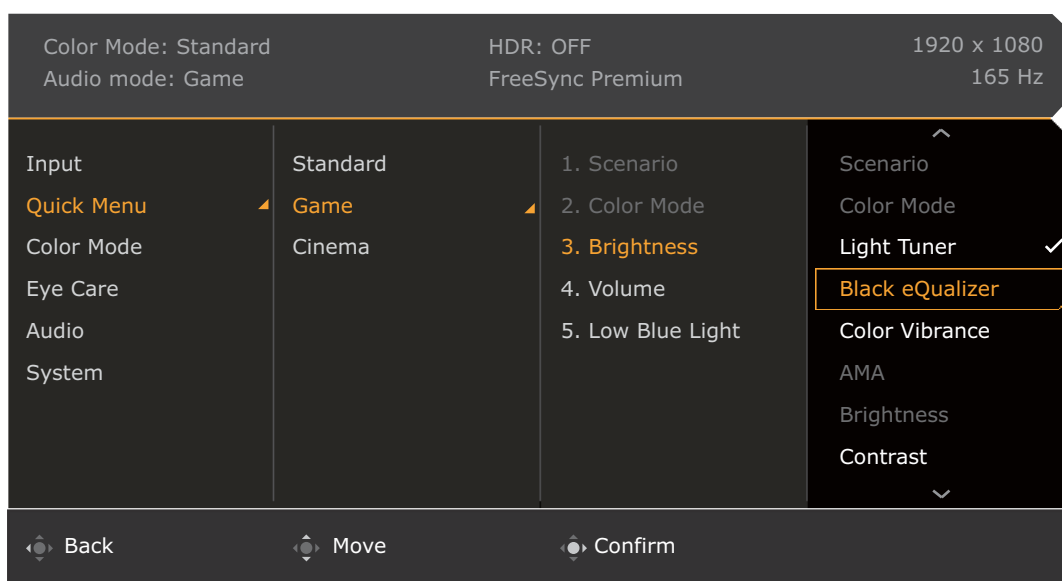 Color Mode: Standard
HDR: OFF
1920 x 1080
Audio mode: Game
FreeSync Premium
165 Hz
Input
Quick Menu
Color Mode
Eye Care
Audio
System
Standard
Game
Cinema
1. Scenario
2. Color Mode
3. Brightness
4. Volume
5. Low Blue Light
Scenario
Color Mode
Light Tuner
Black eQualizer
Color Vibrance
AMA
Brightness
Contrast
Back
Move
Confirm